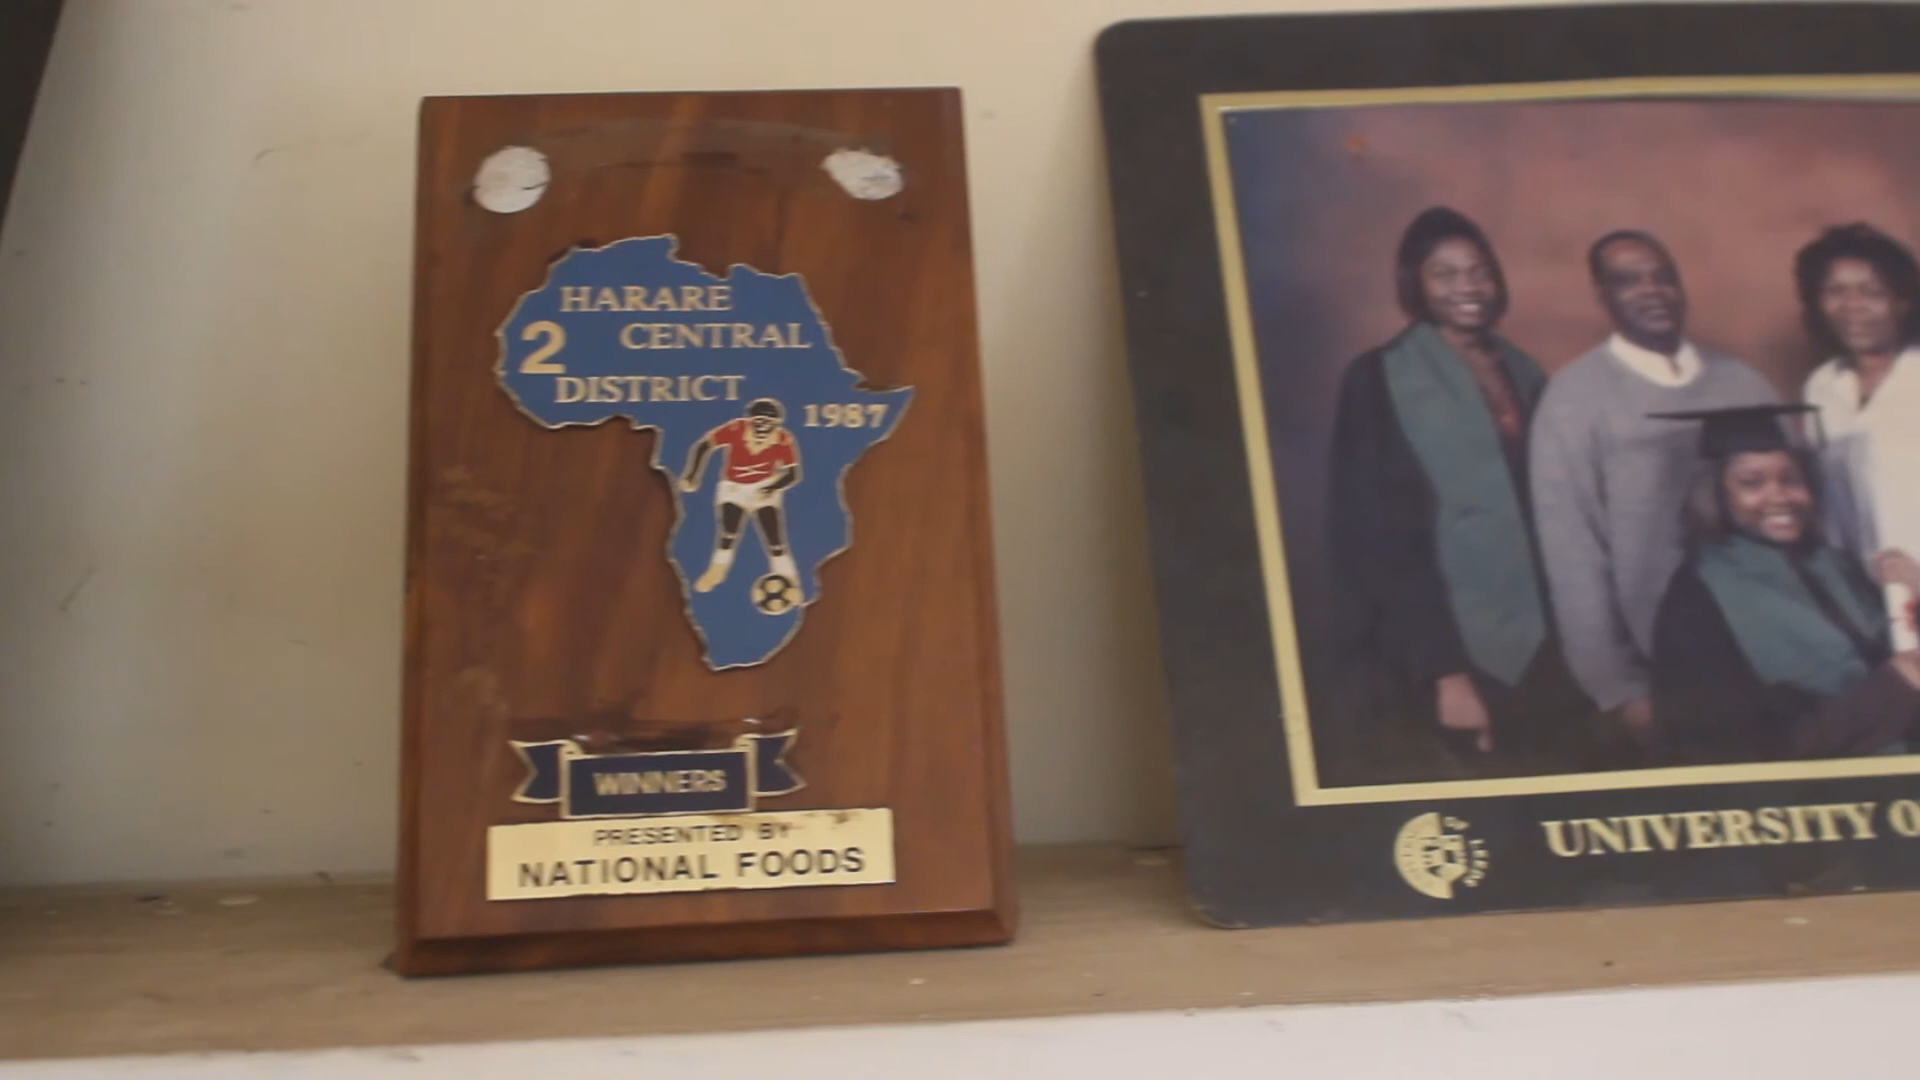 HARARE
2 CENTRAL
DISTRICT
1987
WINNERS
PRESENTED BY
NATIONAL FOODS
UNIVERSITY